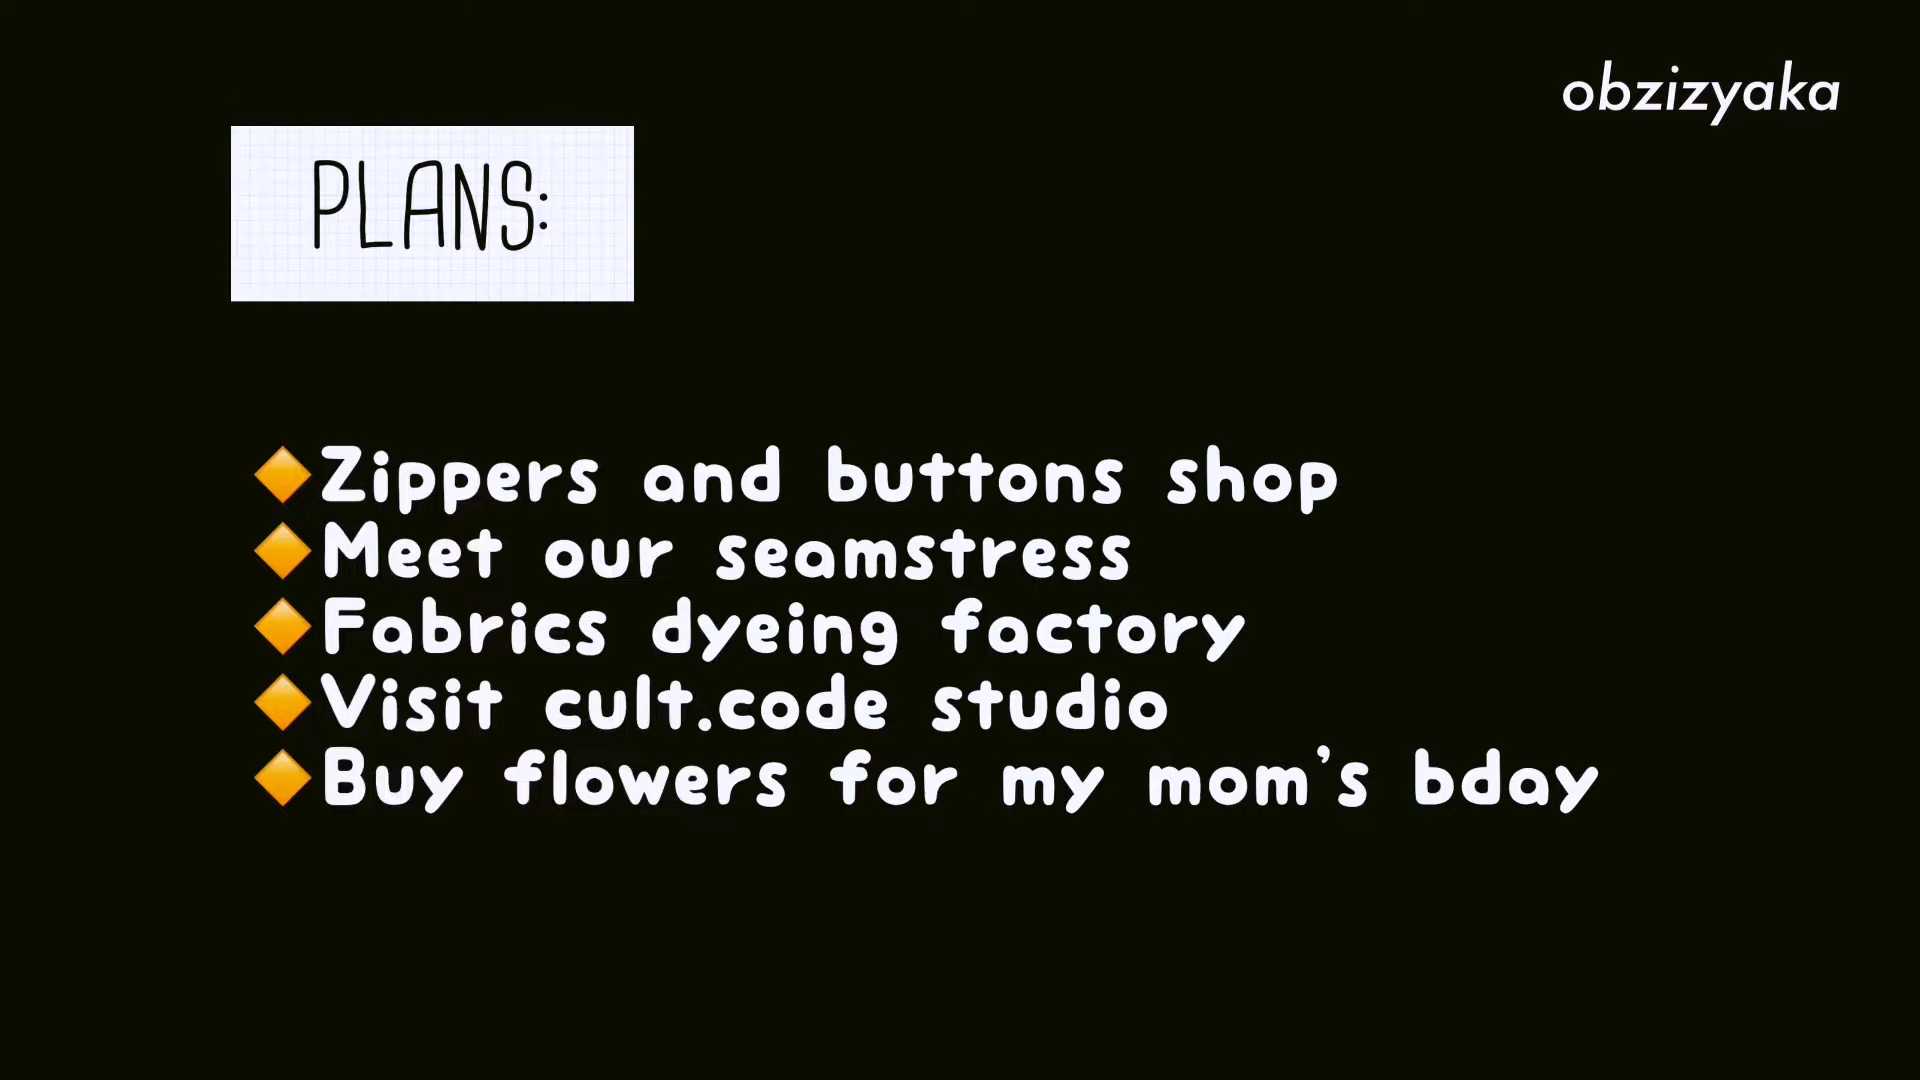 obzizyaka
PLANS:
🔶Zippers and buttons shop
🔶Meet our seamstress
🔶Fabrics dyeing factory
🔶Visit cult.code studio
🔶Buy flowers for my mom's bday